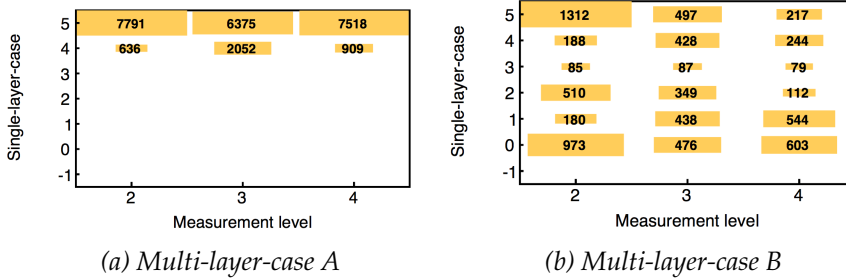 Single-layer-case
5 7791 6375 7518
4 636 2052 909
3
2
1
0
-1
2 3 4
Measurement level
(a) Multi-layer-case A
Single-layer-case
5 1312 497 217
4 188 428 244
3 85 87 79
2 510 349 112
1 180 438 544
0 973 476 603
-1
2 3 4
Measurement level
(b) Multi-layer-case B